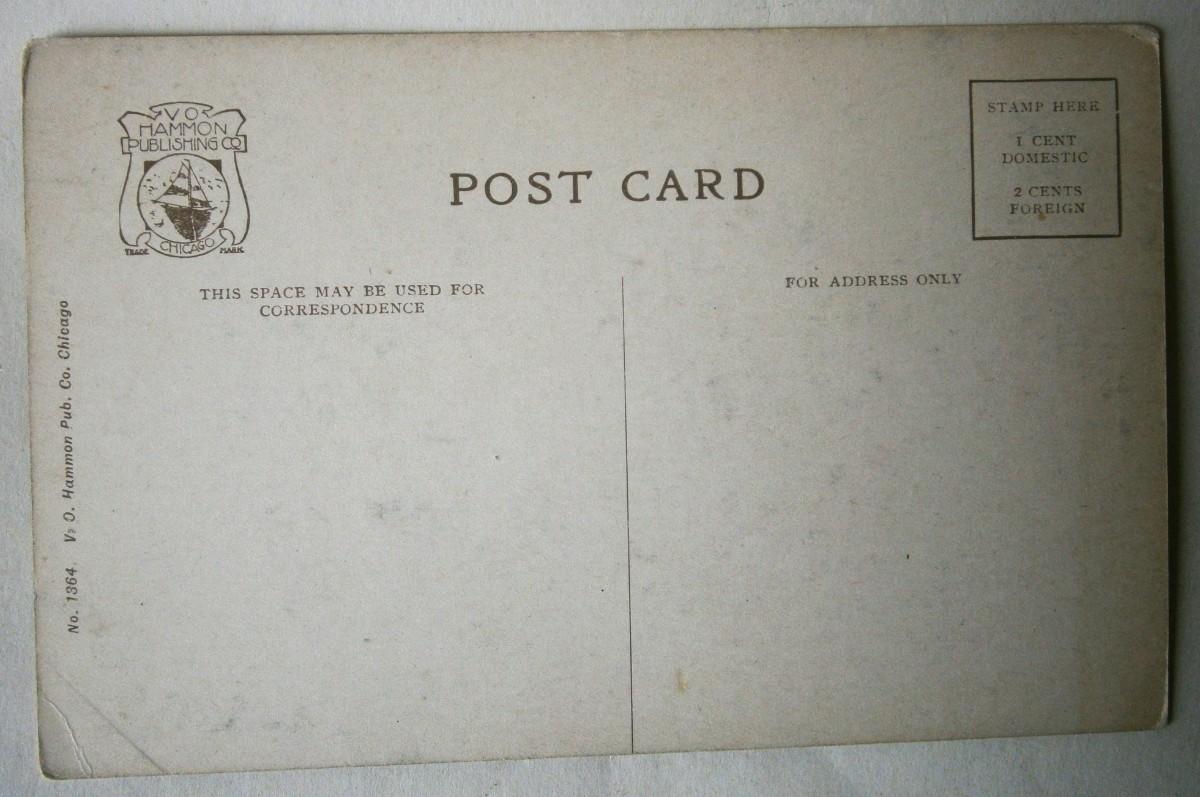 V O
HAMMON
PUBLISHING CO
CHICAGO
TRADE MARK
POST CARD
STAMP HERE
1 CENT
DOMESTIC
2 CENTS
FOREIGN
THIS SPACE MAY BE USED FOR
CORRESPONDENCE
FOR ADDRESS ONLY
No. 1364. V. O. Hammon Pub. Co. Chicago